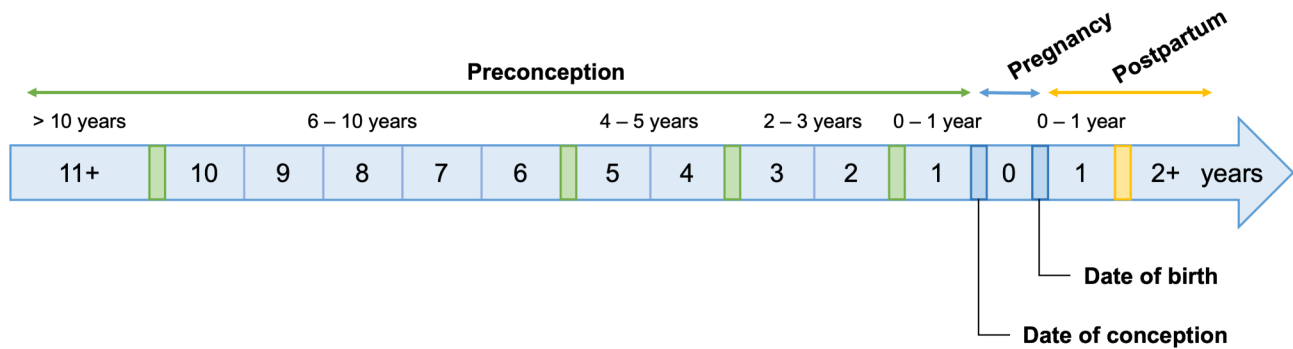 Preconception
Pregnancy
Postpartum
> 10 years
6 – 10 years
4 – 5 years
2 – 3 years
0 – 1 year
0 – 1 year
11+ 10 9 8 7 6 5 4 3 2 1 0 1 2+ years
Date of birth
Date of conception